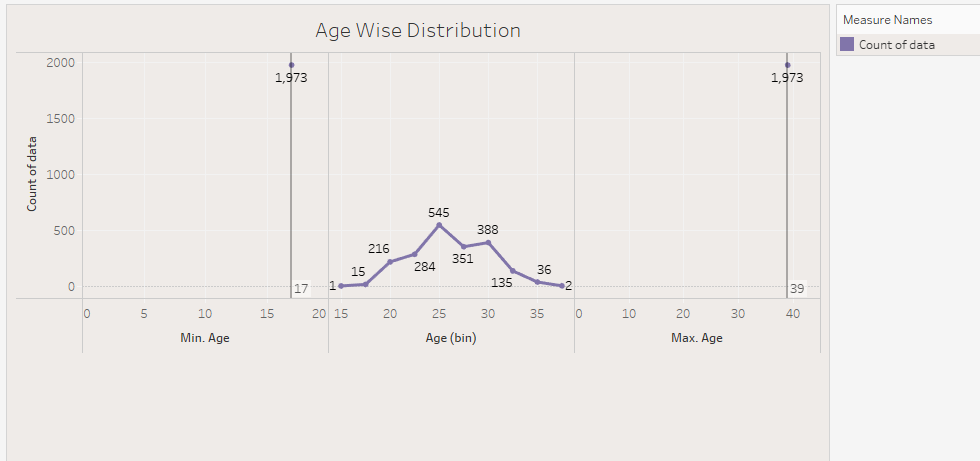 Age Wise Distribution
Measure Names
Count of data
Count of data
2000
1500
1000
500
0
1,973
17
1
15
216
284
545
351
388
135
36
2
1,973
39
0 5 10 15 20
15 20 25 30 35
0 10 20 30 40
Min. Age
Age (bin)
Max. Age